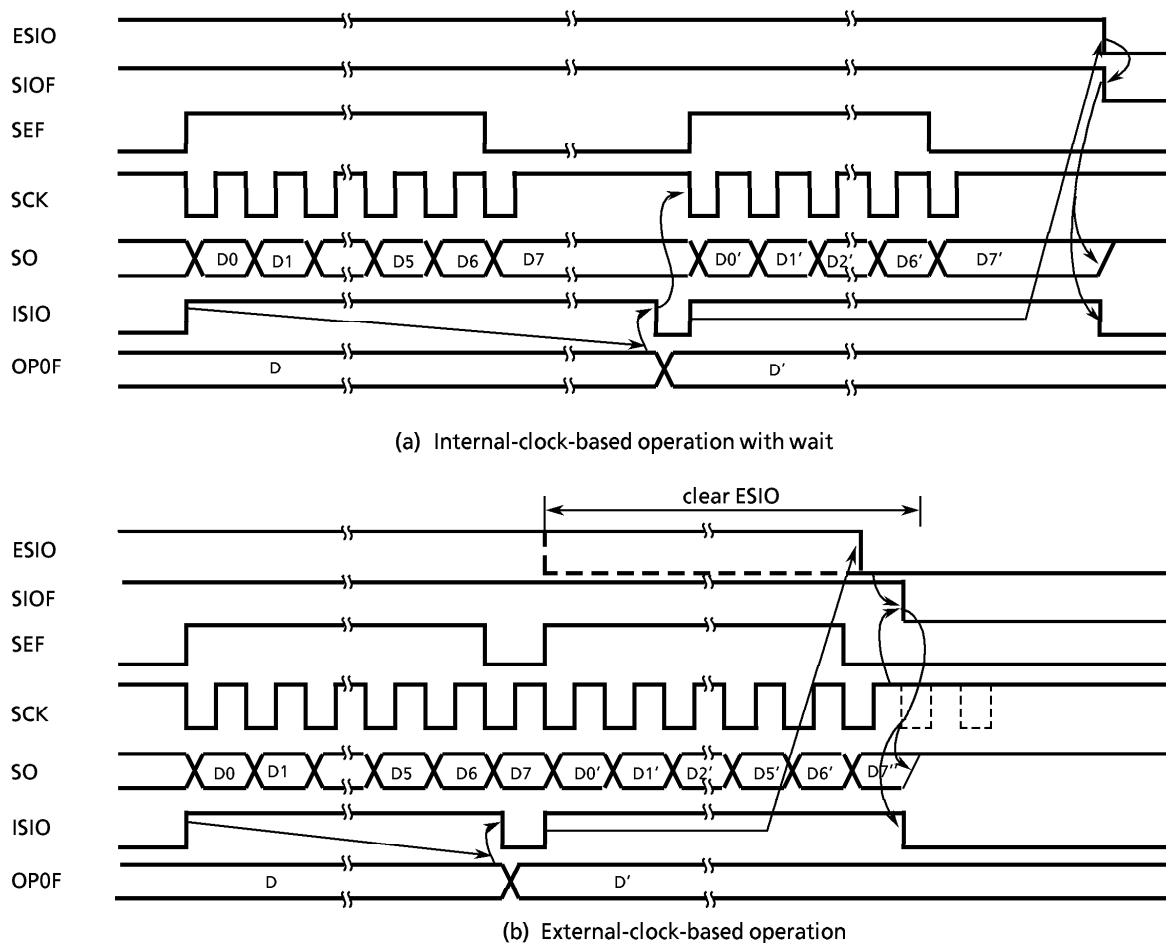 ESIO
SIOF
SEF
SCK
SO D0 D1 D5 D6 D7 D0′ D1′ D2′ D6′ D7′
ISIO
OP0F D D′
(a) Internal-clock-based operation with wait
clear ESIO
ESIO
SIOF
SEF
SCK
SO D0 D1 D5 D6 D7 D0′ D1′ D2′ D5′ D6′ D7′′
ISIO
OP0F D D′
(b) External-clock-based operation